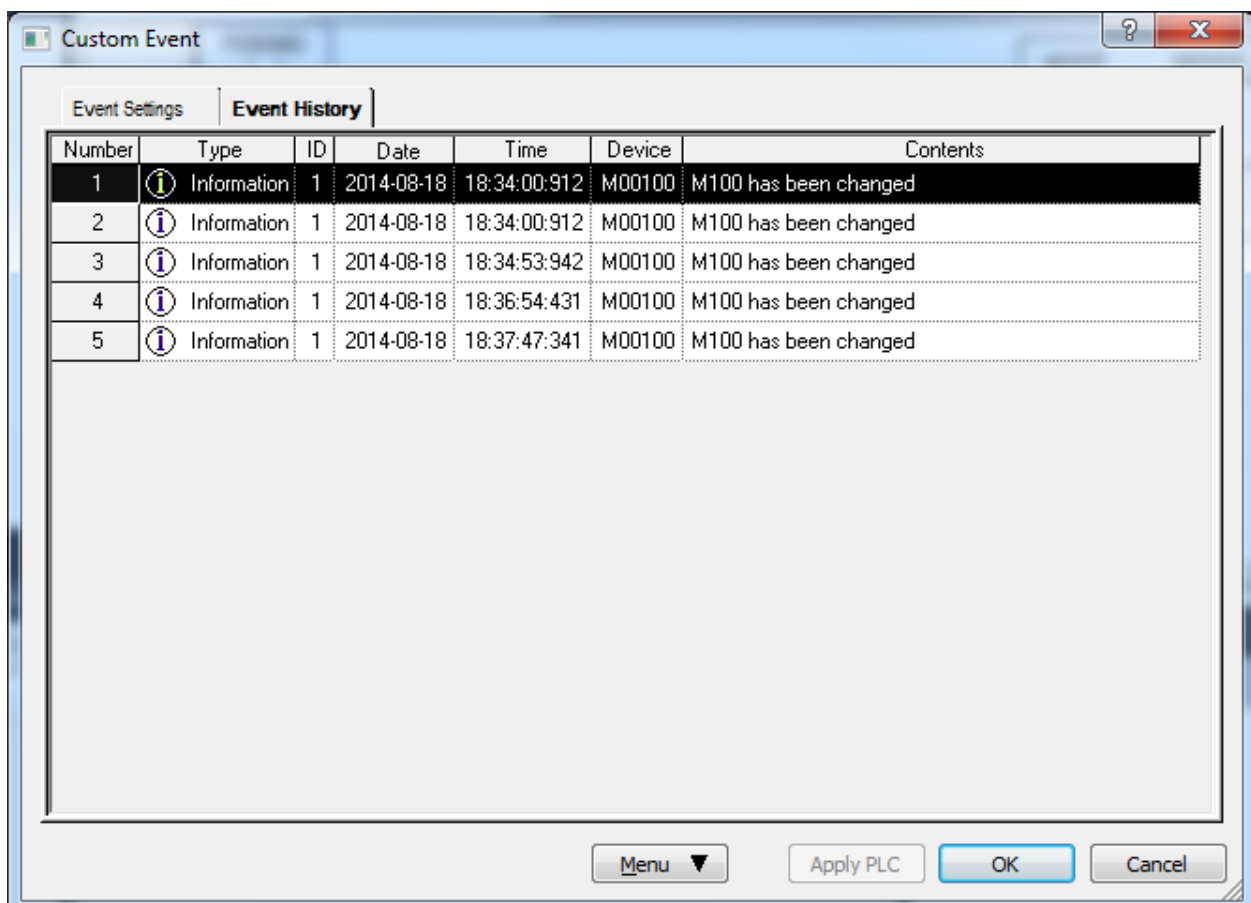 Custom Event
Event Settings Event History
Number Type ID Date Time Device Contents
1 Information 1 2014-08-18 18:34:00:912 M00100 M100 has been changed
2 Information 1 2014-08-18 18:34:00:912 M00100 M100 has been changed
3 Information 1 2014-08-18 18:34:53:942 M00100 M100 has been changed
4 Information 1 2014-08-18 18:36:54:431 M00100 M100 has been changed
5 Information 1 2014-08-18 18:37:47:341 M00100 M100 has been changed
Menu ▼ Apply PLC OK Cancel